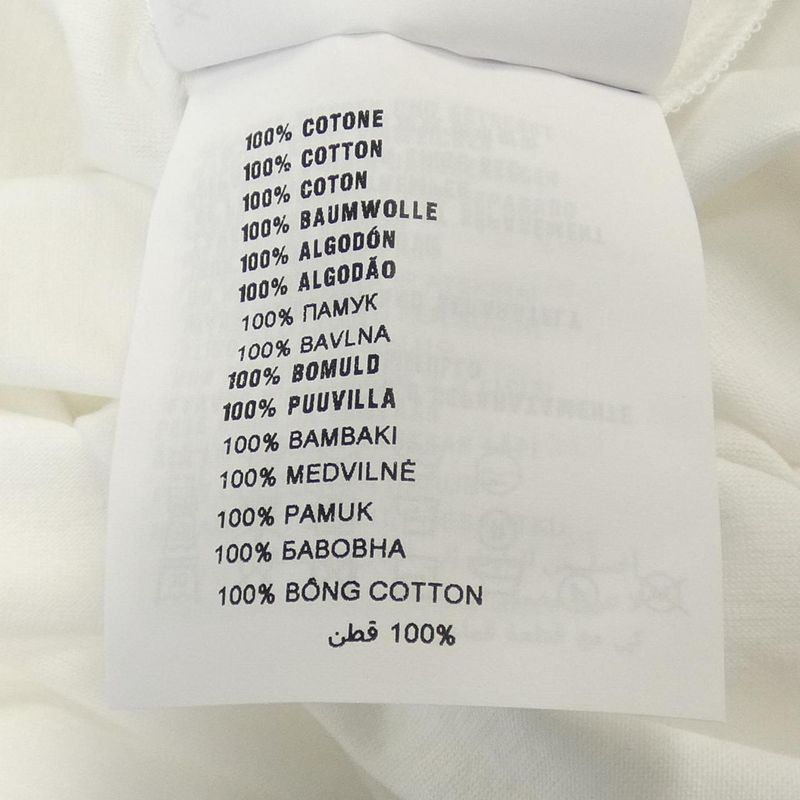 100% COTONE
100% COTTON
100% COTON
100% BAUMWOLLE
100% ALGODÓN
100% ALGODÃO
100% ПАМУК
100% BAVLNA
100% BOMULD
100% PUUVILLA
100% BAMBAKI
100% MEDVILNĖ
100% PAMUK
100% БАВОВНА
100% BÔNG COTTON
100% قطن